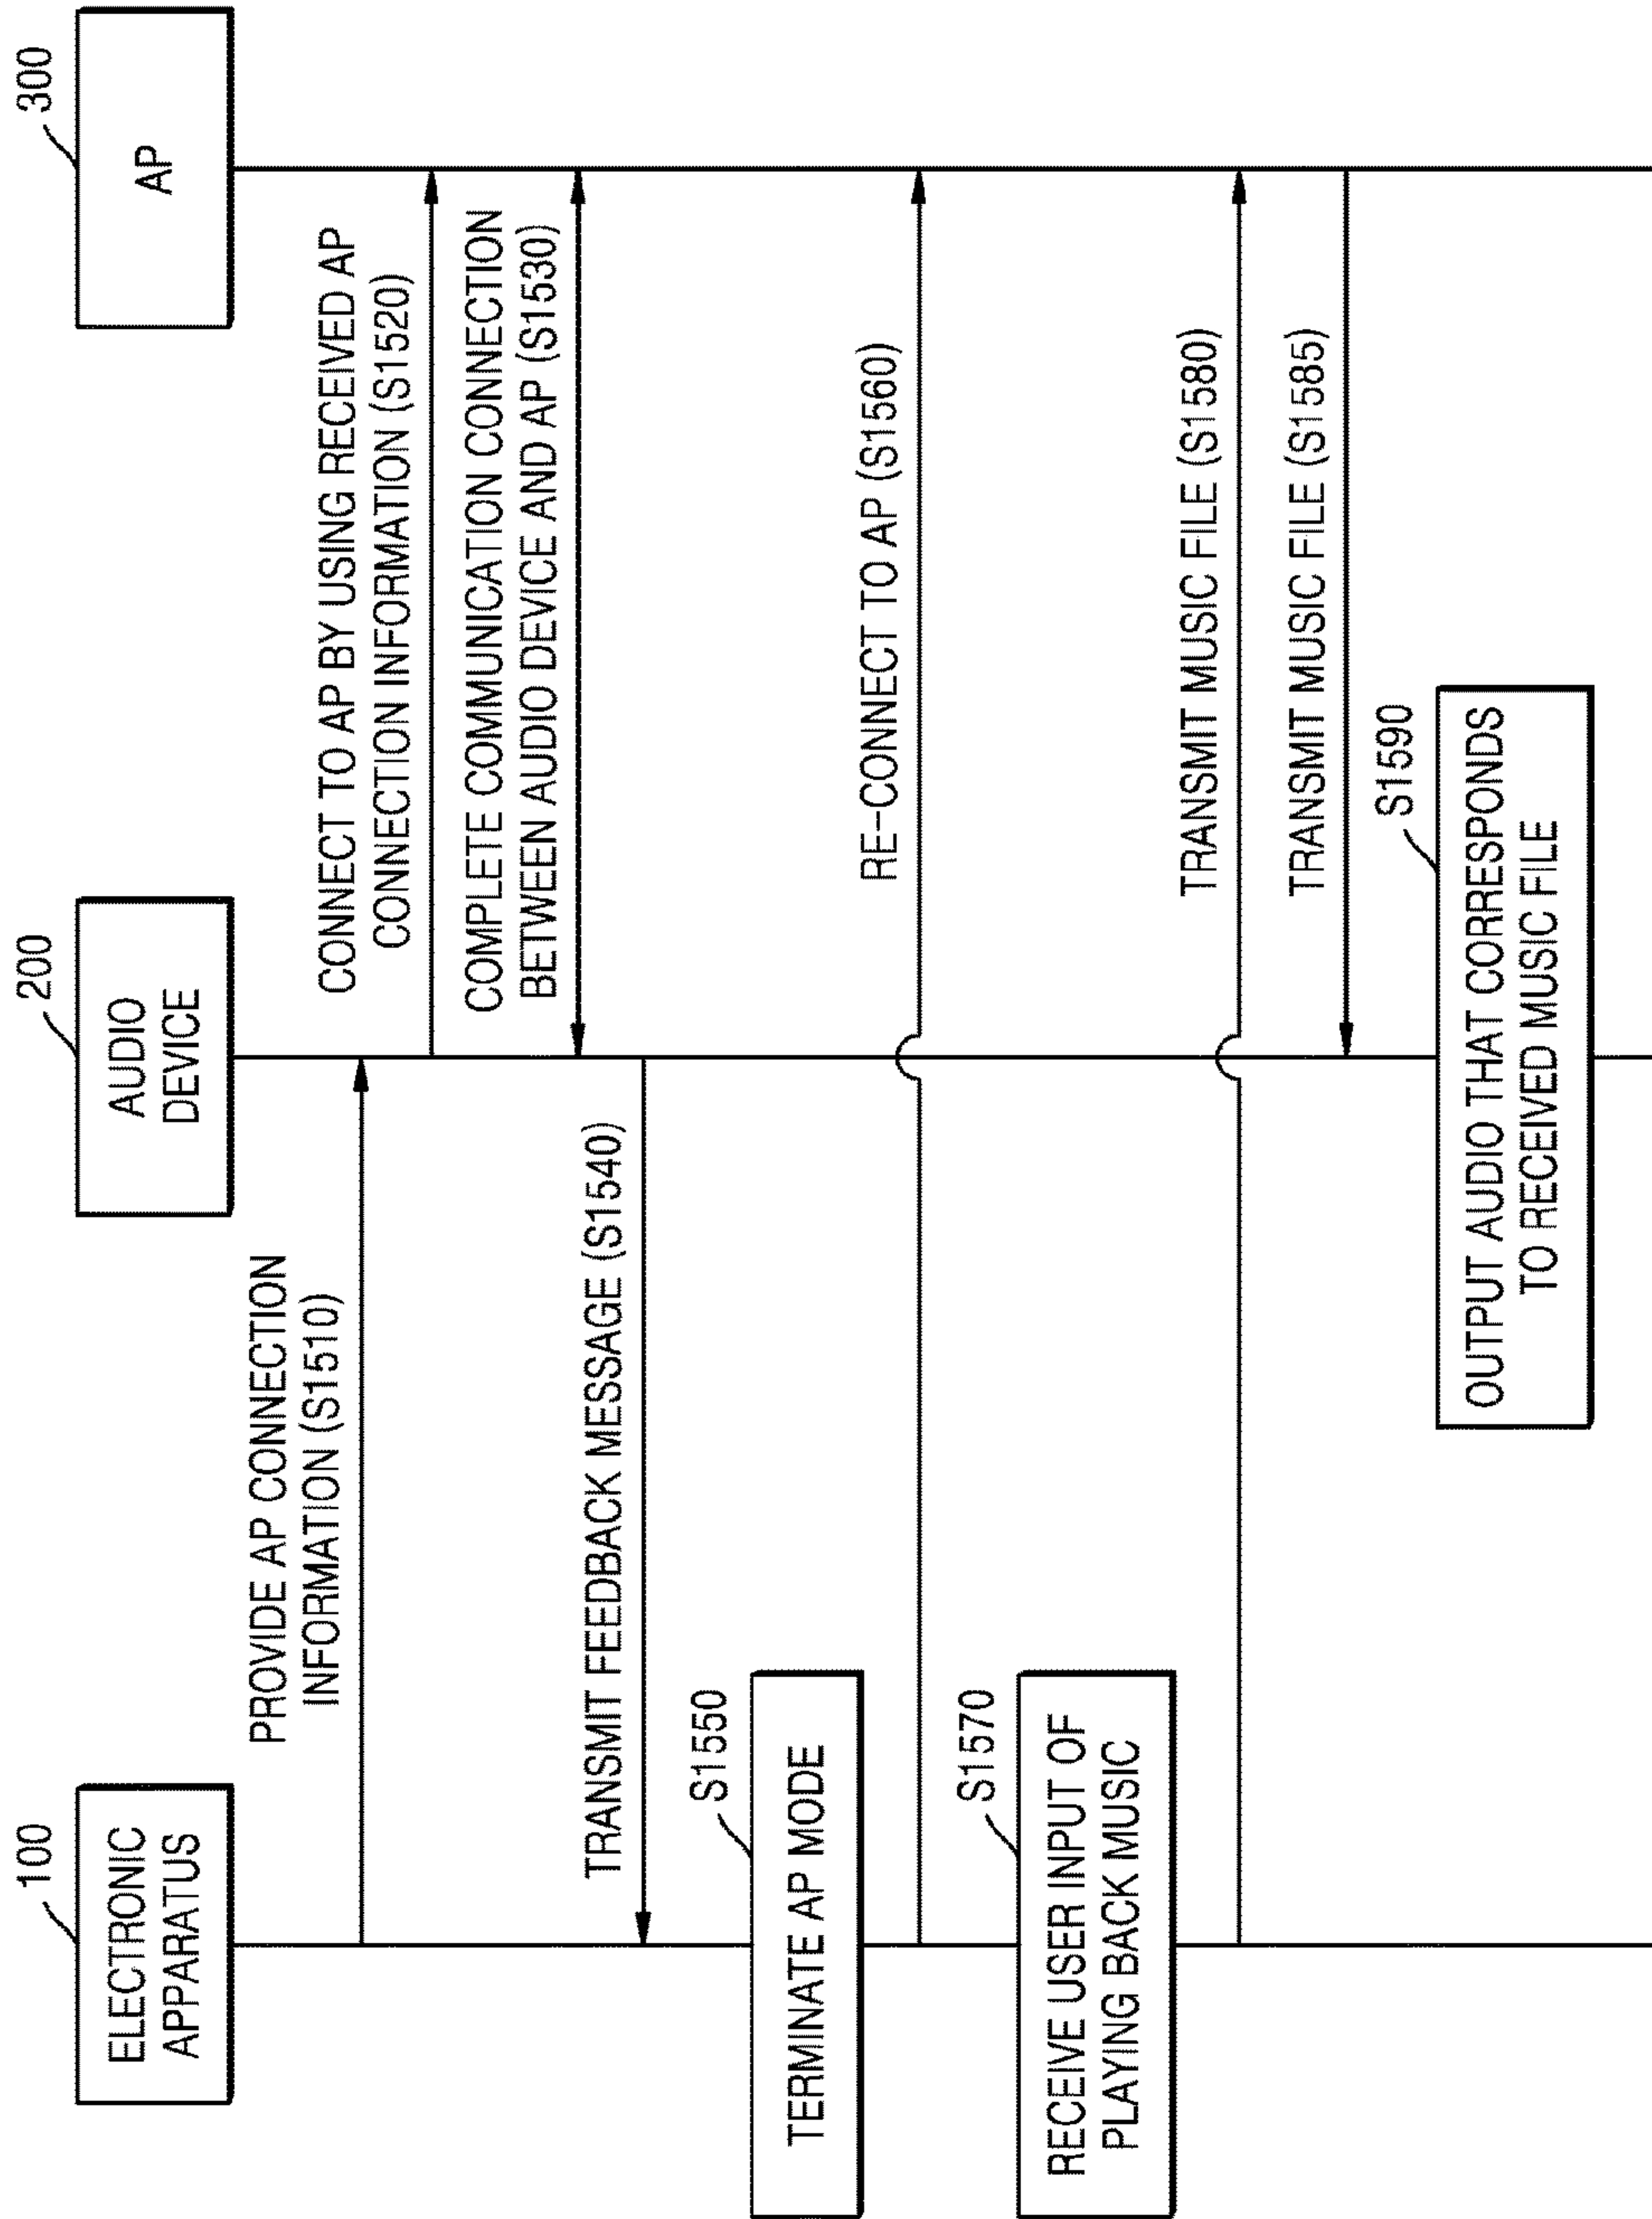 100
ELECTRONIC
APPARATUS
200
AUDIO
DEVICE
300
AP
PROVIDE AP CONNECTION
INFORMATION (S1510)
CONNECT TO AP BY USING RECEIVED AP
CONNECTION INFORMATION (S1520)
COMPLETE COMMUNICATION CONNECTION
BETWEEN AUDIO DEVICE AND AP (S1530)
TRANSMIT FEEDBACK MESSAGE (S1540)
S1550
TERMINATE AP MODE
RE-CONNECT TO AP (S1560)
S1570
RECEIVE USER INPUT OF
PLAYING BACK MUSIC
TRANSMIT MUSIC FILE (S1580)
TRANSMIT MUSIC FILE (S1585)
S1590
OUTPUT AUDIO THAT CORRESPONDS
TO RECEIVED MUSIC FILE